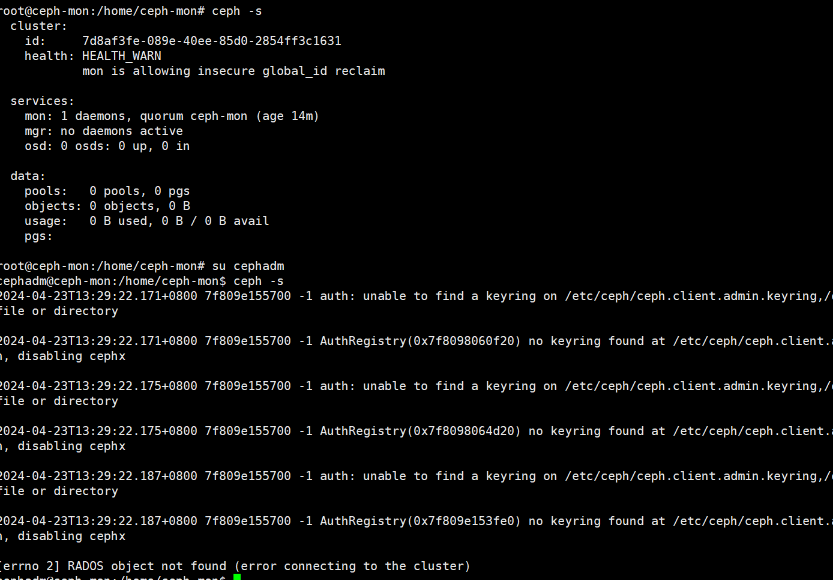 root@ceph-mon:/home/ceph-mon# ceph -s
  cluster:
    id:     7d8af3fe-089e-40ee-85d0-2854ff3c1631
    health: HEALTH_WARN
            mon is allowing insecure global_id reclaim

  services:
    mon: 1 daemons, quorum ceph-mon (age 14m)
    mgr: no daemons active
    osd: 0 osds: 0 up, 0 in

  data:
    pools:   0 pools, 0 pgs
    objects: 0 objects, 0 B
    usage:   0 B used, 0 B / 0 B avail
    pgs:

root@ceph-mon:/home/ceph-mon# su cephadm
cephadm@ceph-mon:/home/ceph-mon$ ceph -s
2024-04-23T13:29:22.171+0800 7f809e155700 -1 auth: unable to find a keyring on /etc/ceph/ceph.client.admin.keyring,/
file or directory

2024-04-23T13:29:22.171+0800 7f809e155700 -1 AuthRegistry(0x7f8098060f20) no keyring found at /etc/ceph/ceph.client.
, disabling cephx

2024-04-23T13:29:22.175+0800 7f809e155700 -1 auth: unable to find a keyring on /etc/ceph/ceph.client.admin.keyring,/
file or directory

2024-04-23T13:29:22.175+0800 7f809e155700 -1 AuthRegistry(0x7f8098064d20) no keyring found at /etc/ceph/ceph.client.
, disabling cephx

2024-04-23T13:29:22.187+0800 7f809e155700 -1 auth: unable to find a keyring on /etc/ceph/ceph.client.admin.keyring,/
file or directory

2024-04-23T13:29:22.187+0800 7f809e155700 -1 AuthRegistry(0x7f809e153fe0) no keyring found at /etc/ceph/ceph.client.
, disabling cephx

[errno 2] RADOS object not found (error connecting to the cluster)
cephadm@ceph-mon:/home/ceph-mon$